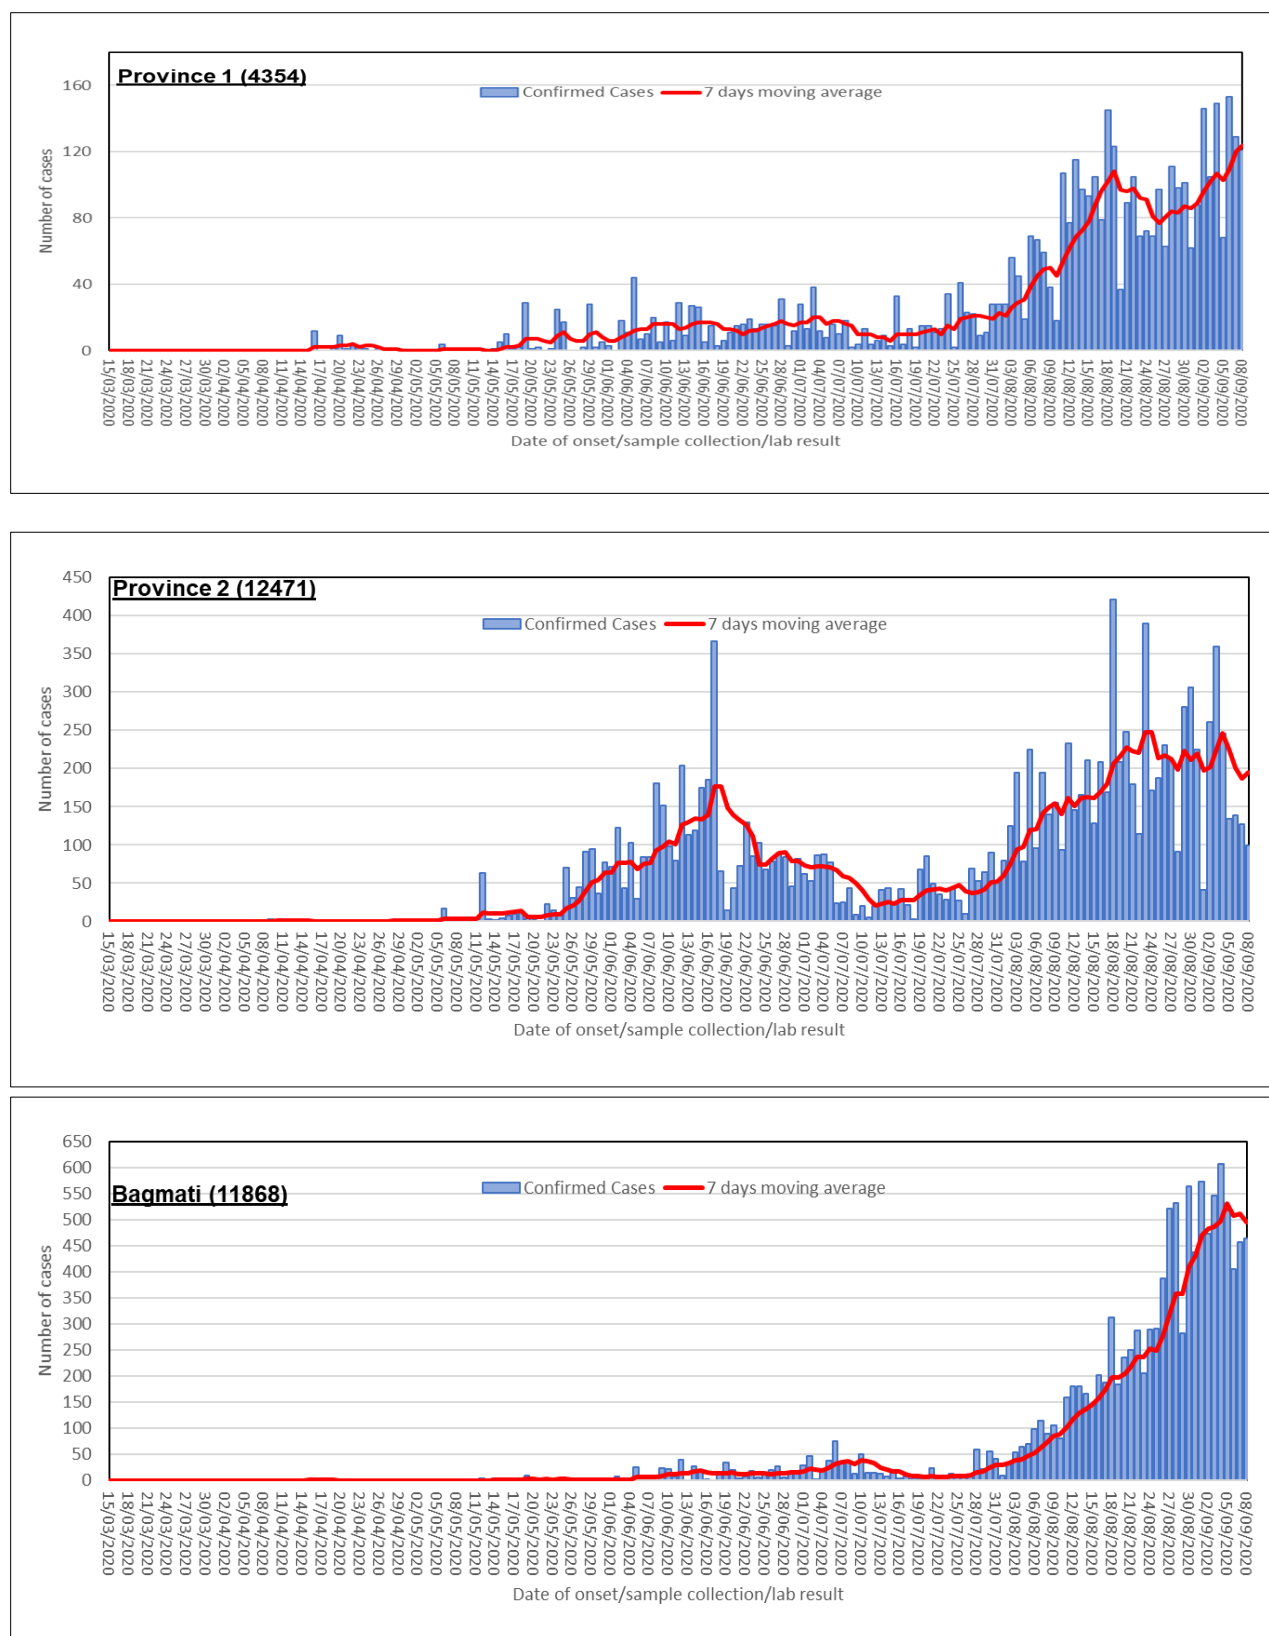 Province 1 (4354)
Confirmed Cases 7 days moving average
Number of cases
160
120
80
40
0
15/03/2020 18/03/2020 21/03/2020 24/03/2020 27/03/2020 30/03/2020 02/04/2020 05/04/2020 08/04/2020 11/04/2020 14/04/2020 17/04/2020 20/04/2020 23/04/2020 26/04/2020 29/04/2020 02/05/2020 05/05/2020 08/05/2020 11/05/2020 14/05/2020 17/05/2020 20/05/2020 23/05/2020 26/05/2020 29/05/2020 01/06/2020 04/06/2020 07/06/2020 10/06/2020 13/06/2020 16/06/2020 19/06/2020 22/06/2020 25/06/2020 28/06/2020 01/07/2020 04/07/2020 07/07/2020 10/07/2020 13/07/2020 16/07/2020 19/07/2020 22/07/2020 25/07/2020 28/07/2020 31/07/2020 03/08/2020 06/08/2020 09/08/2020 12/08/2020 15/08/2020 18/08/2020 21/08/2020 24/08/2020 27/08/2020 30/08/2020 02/09/2020 05/09/2020 08/09/2020
Date of onset/sample collection/lab result
Province 2 (12471)
Confirmed Cases 7 days moving average
Number of cases
450
400
350
300
250
200
150
100
50
0
15/03/2020 18/03/2020 21/03/2020 24/03/2020 27/03/2020 30/03/2020 02/04/2020 05/04/2020 08/04/2020 11/04/2020 14/04/2020 17/04/2020 20/04/2020 23/04/2020 26/04/2020 29/04/2020 02/05/2020 05/05/2020 08/05/2020 11/05/2020 14/05/2020 17/05/2020 20/05/2020 23/05/2020 26/05/2020 29/05/2020 01/06/2020 04/06/2020 07/06/2020 10/06/2020 13/06/2020 16/06/2020 19/06/2020 22/06/2020 25/06/2020 28/06/2020 01/07/2020 04/07/2020 07/07/2020 10/07/2020 13/07/2020 16/07/2020 19/07/2020 22/07/2020 25/07/2020 28/07/2020 31/07/2020 03/08/2020 06/08/2020 09/08/2020 12/08/2020 15/08/2020 18/08/2020 21/08/2020 24/08/2020 27/08/2020 30/08/2020 02/09/2020 05/09/2020 08/09/2020
Date of onset/sample collection/lab result
Bagmati (11868)
Confirmed Cases 7 days moving average
Number of cases
650
600
550
500
450
400
350
300
250
200
150
100
50
0
15/03/2020 18/03/2020 21/03/2020 24/03/2020 27/03/2020 30/03/2020 02/04/2020 05/04/2020 08/04/2020 11/04/2020 14/04/2020 17/04/2020 20/04/2020 23/04/2020 26/04/2020 29/04/2020 02/05/2020 05/05/2020 08/05/2020 11/05/2020 14/05/2020 17/05/2020 20/05/2020 23/05/2020 26/05/2020 29/05/2020 01/06/2020 04/06/2020 07/06/2020 10/06/2020 13/06/2020 16/06/2020 19/06/2020 22/06/2020 25/06/2020 28/06/2020 01/07/2020 04/07/2020 07/07/2020 10/07/2020 13/07/2020 16/07/2020 19/07/2020 22/07/2020 25/07/2020 28/07/2020 31/07/2020 03/08/2020 06/08/2020 09/08/2020 12/08/2020 15/08/2020 18/08/2020 21/08/2020 24/08/2020 27/08/2020 30/08/2020 02/09/2020 05/09/2020 08/09/2020
Date of onset/sample collection/lab result